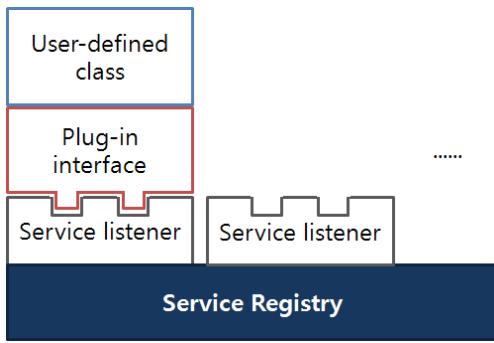 User-defined
class
Plug-in
interface
......
Service listener
Service listener
Service Registry